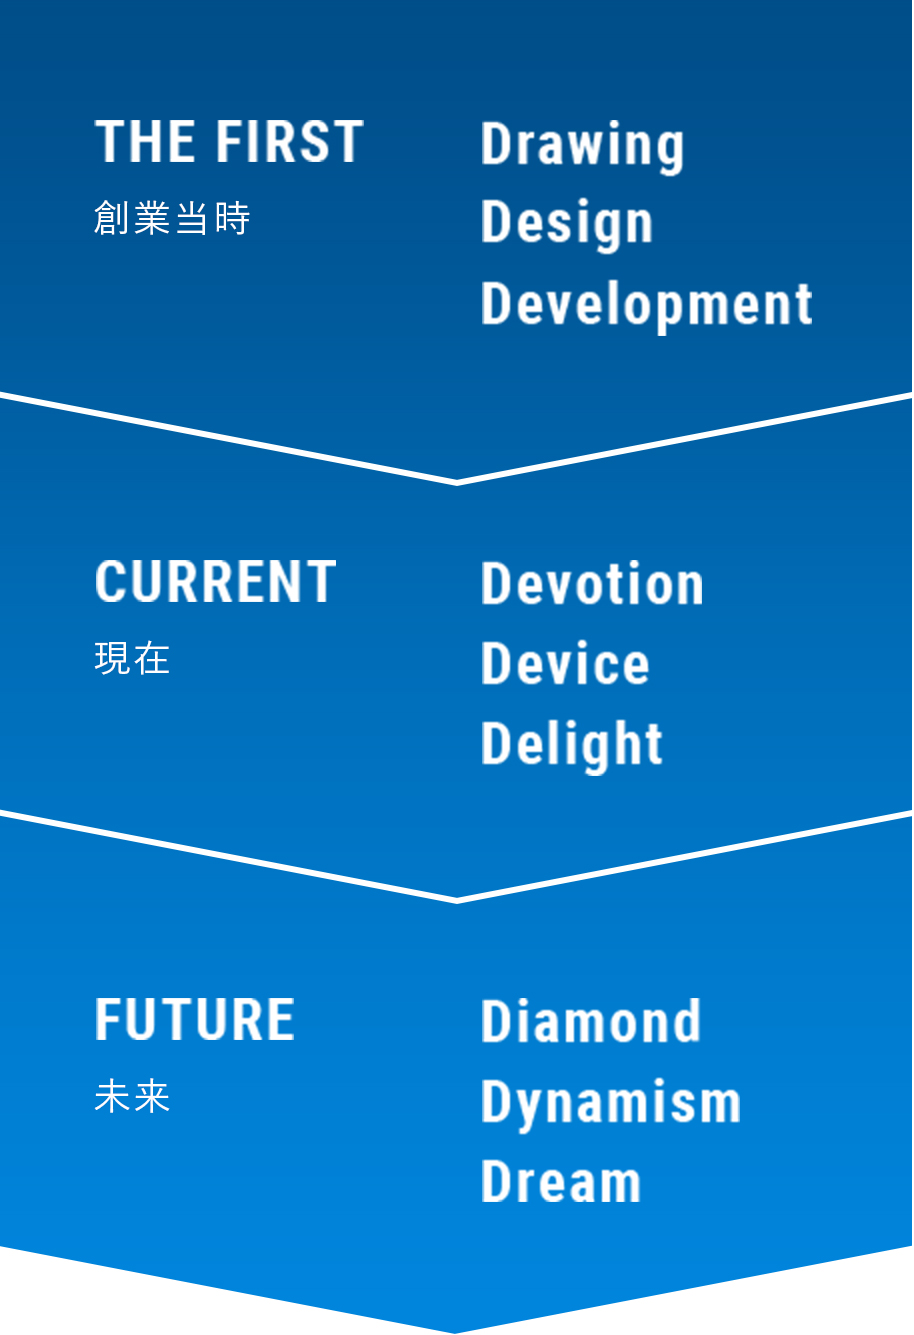 THE FIRST
創業当時
Drawing
Design
Development
CURRENT
現在
Devotion
Device
Delight
FUTURE
未来
Diamond
Dynamism
Dream